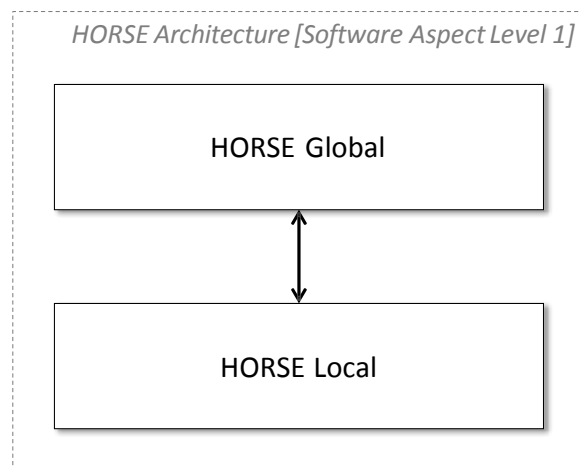 HORSE Architecture [Software Aspect Level 1]
HORSE Global
HORSE Local